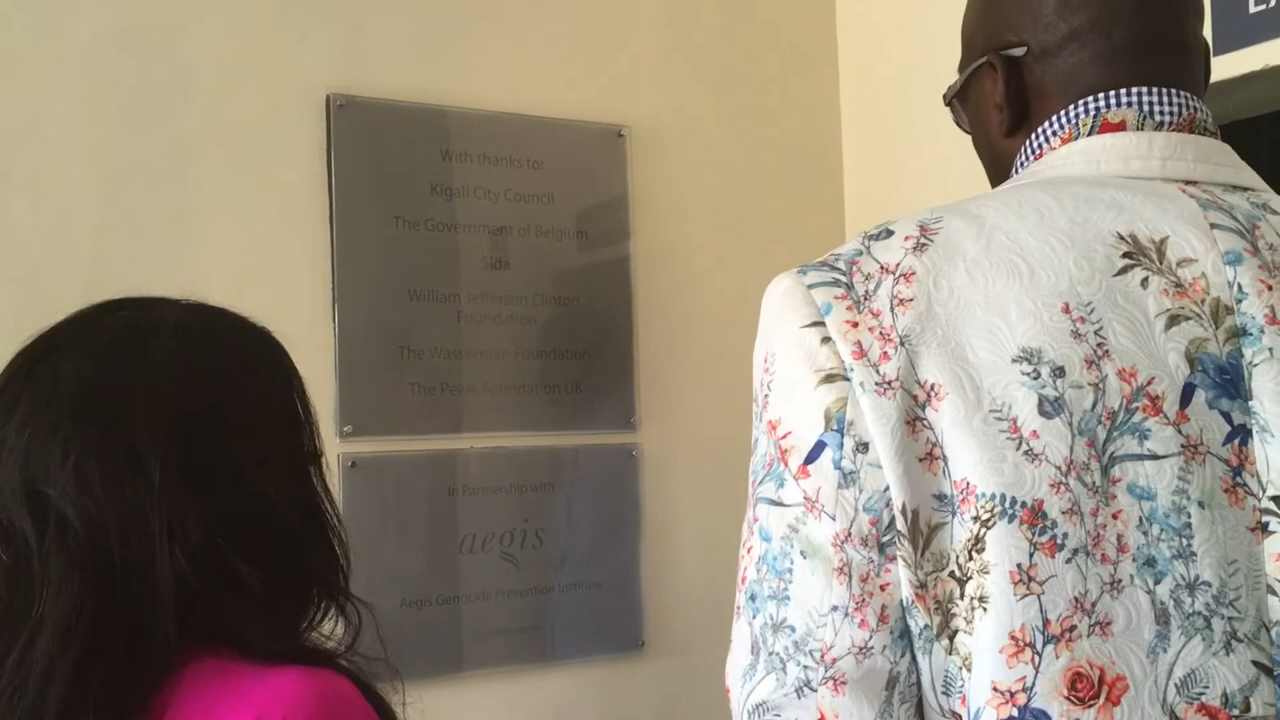 With thanks to:
Kigali City Council
The Government of Belgium
Sida
William Jefferson Clinton
Foundation
The Wasserman Foundation
The Pears Foundation UK
In Partnership with
aegis
Aegis Genocide Prevention Institute